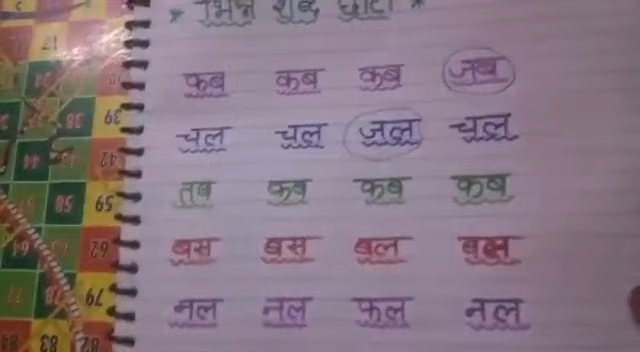 * भिन्न शब्द छाँटो *
कब कब कब जब
चल चल जल चल
तब कब कब कब
बस बस बल बस
नल नल फल नल